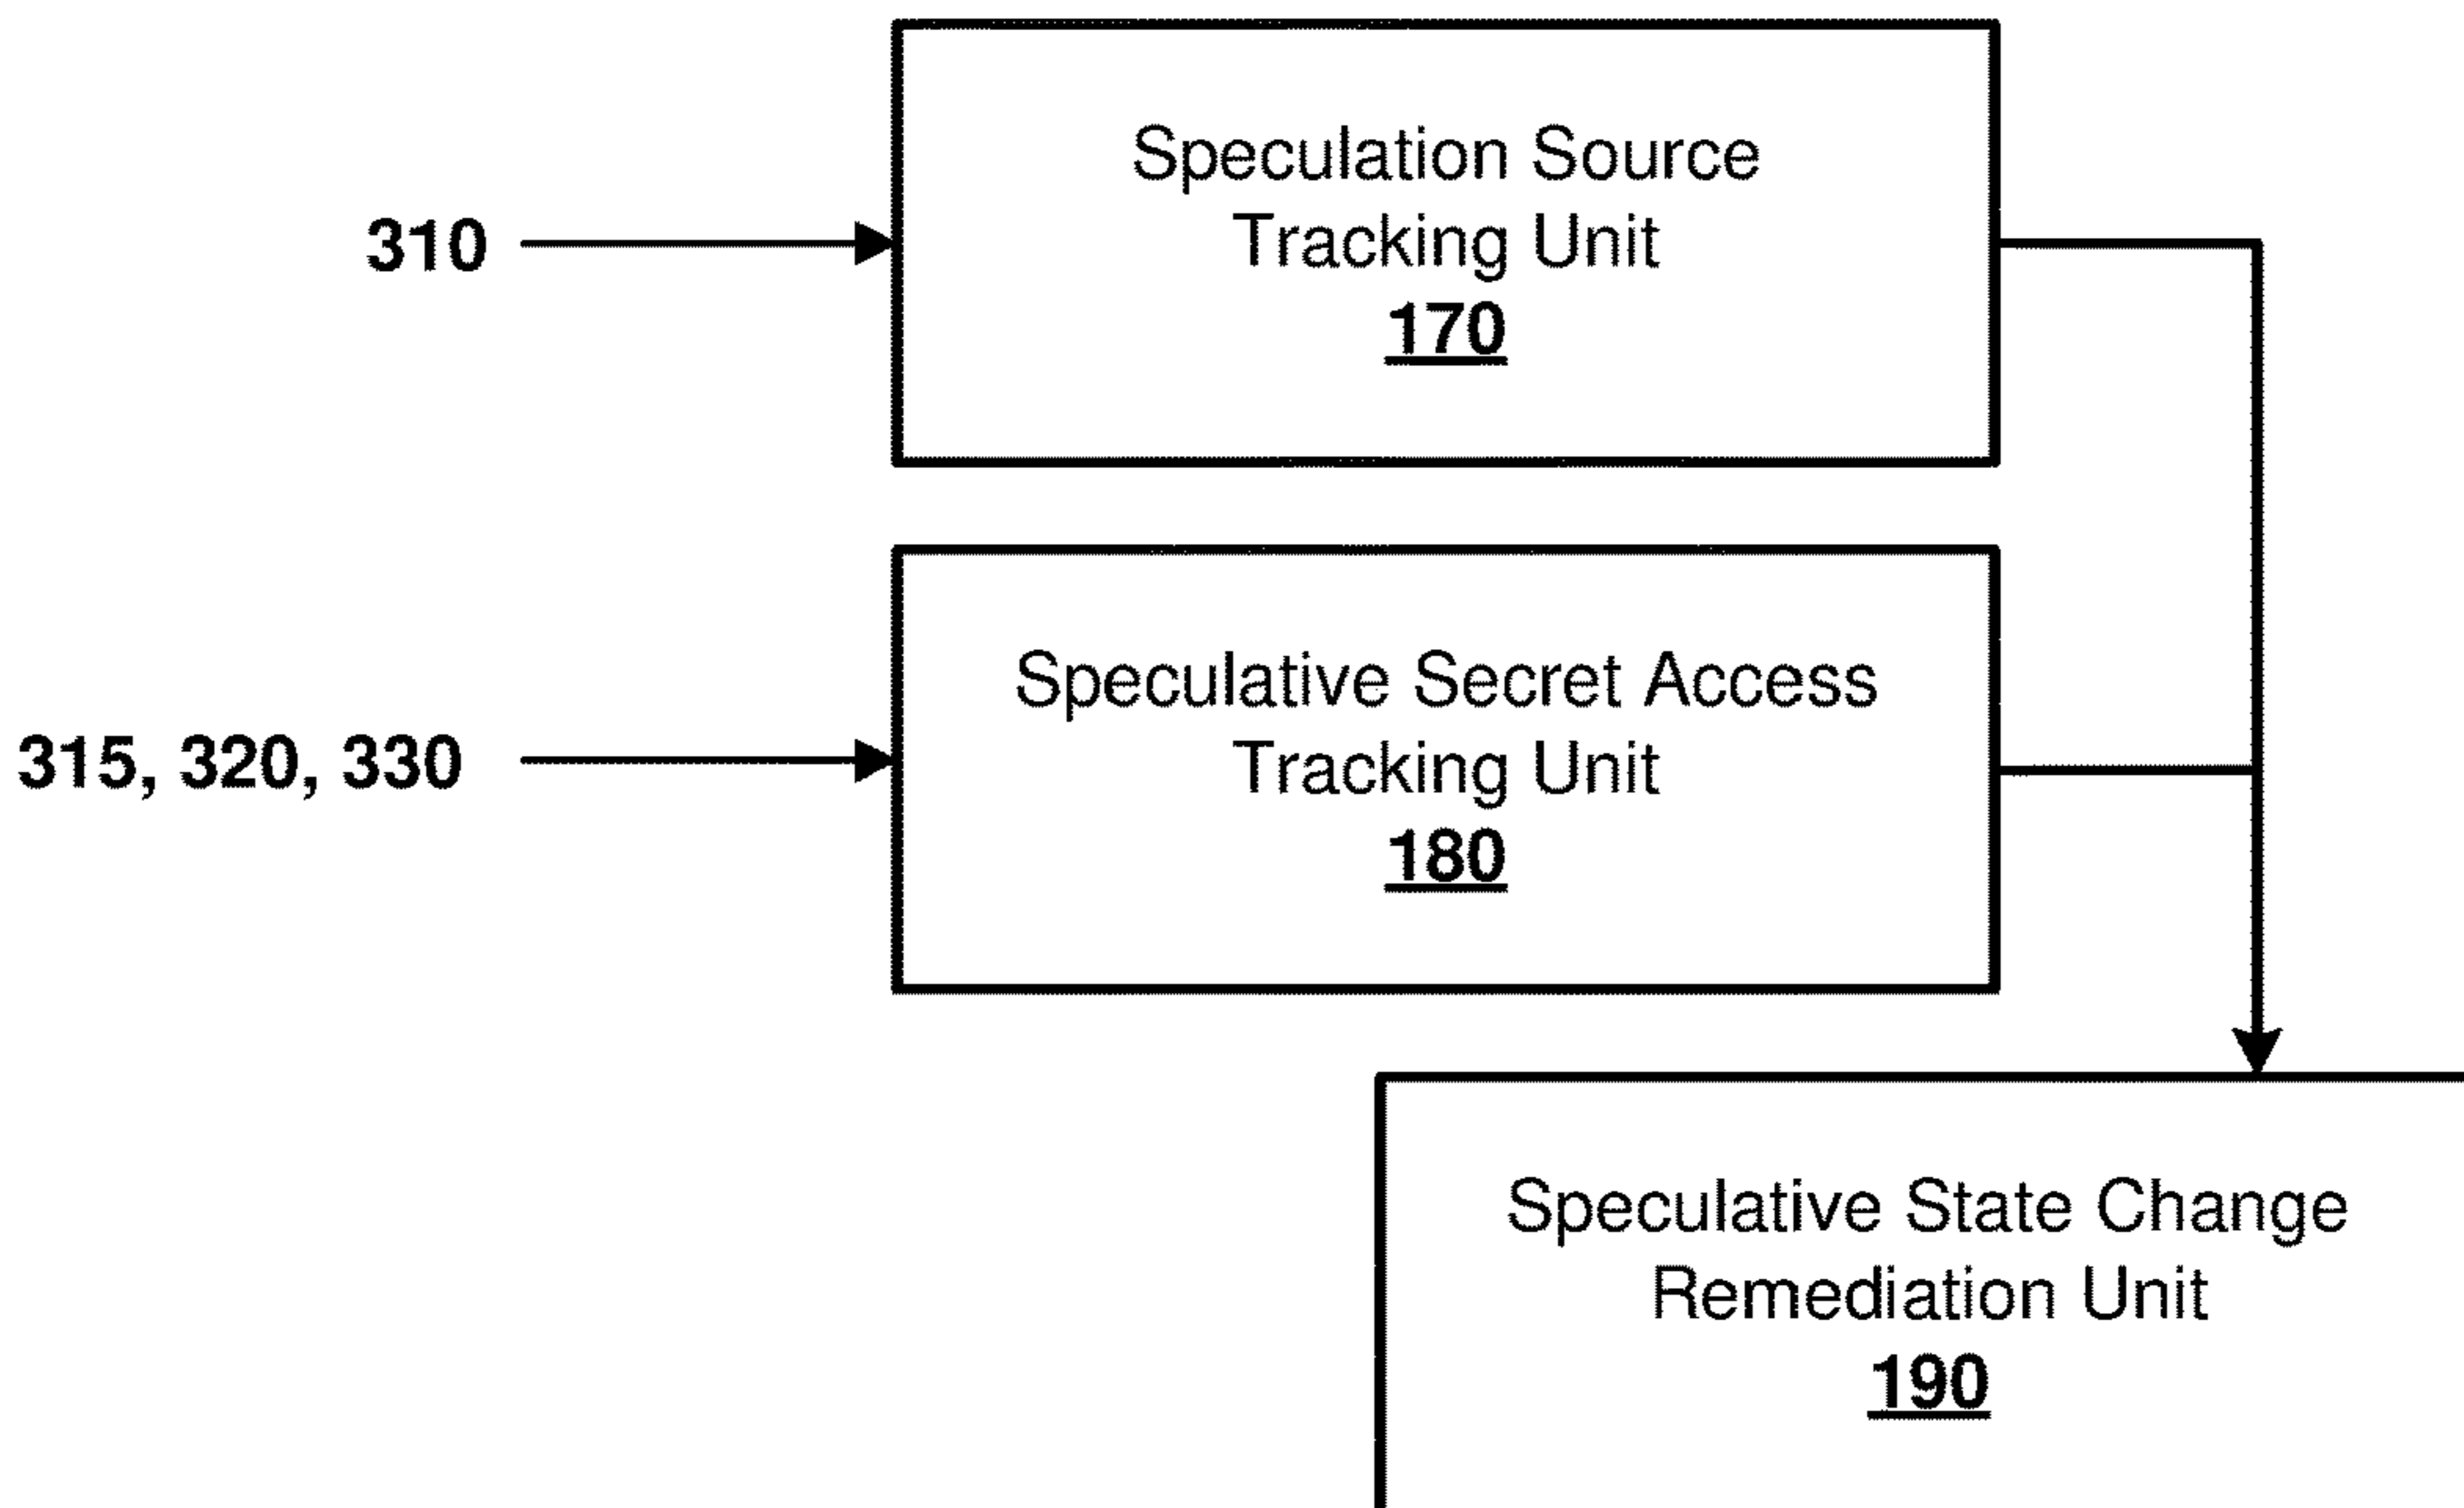 Speculation Source
Tracking Unit
310
170
Speculative Secret Access
Tracking Unit
315, 320, 330
180
Speculative State Change
Remediation Unit
190